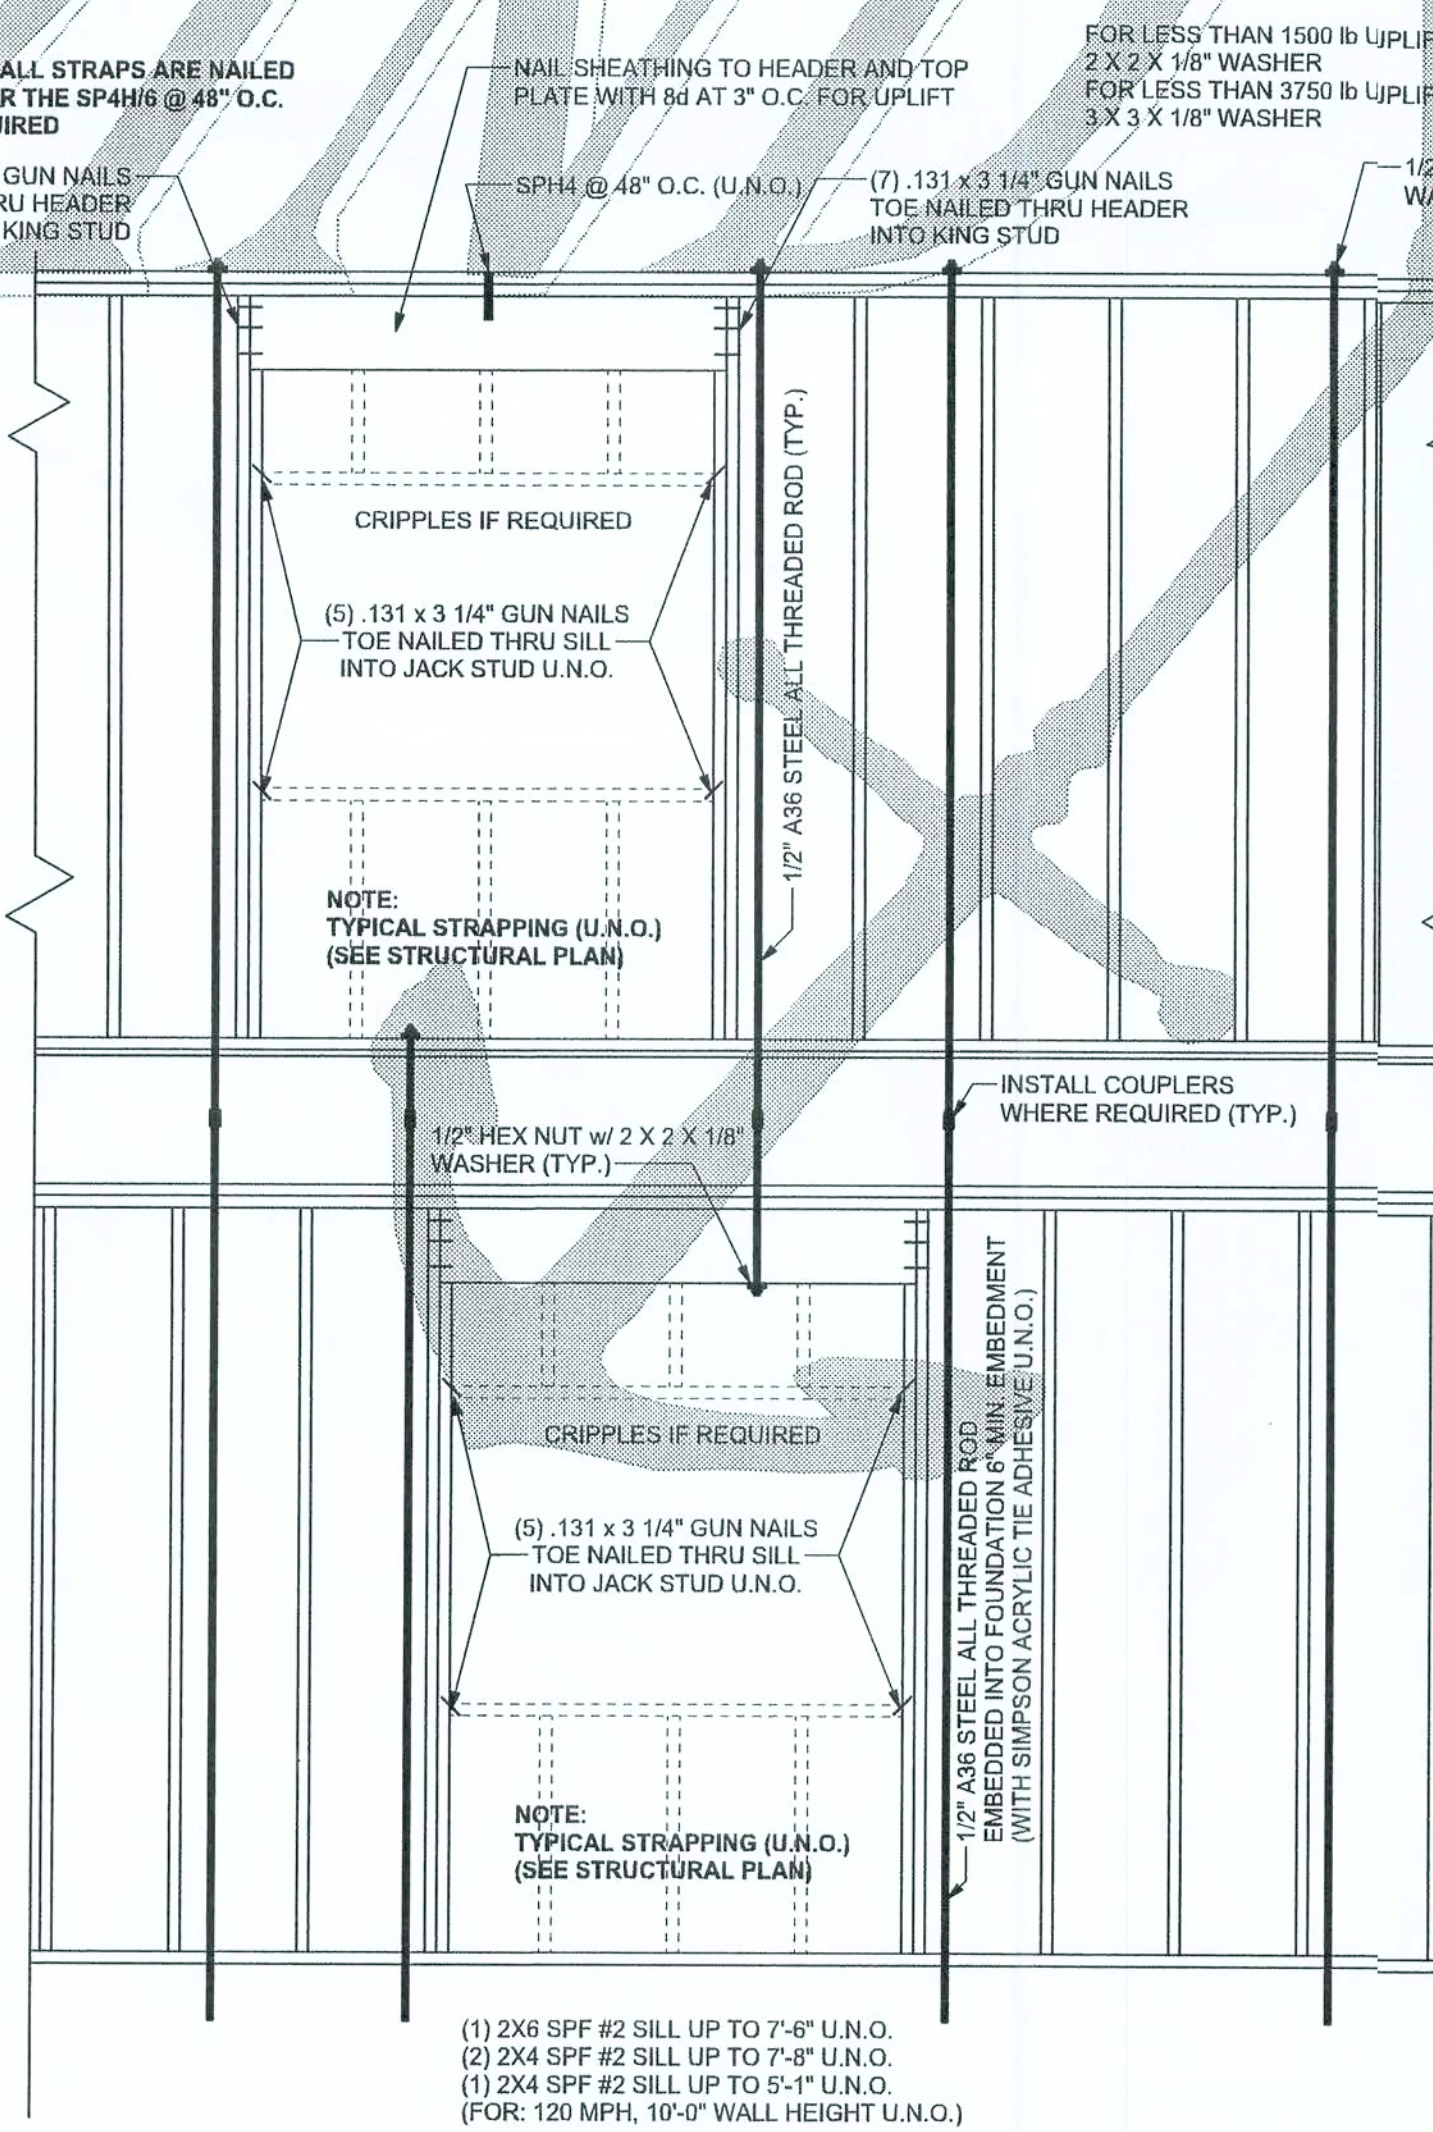 ALL STRAPS ARE NAILED
R THE SP4H/6 @ 48" O.C.
IRED
NAIL SHEATHING TO HEADER AND TOP
PLATE WITH 8d AT 3" O.C. FOR UPLIFT
FOR LESS THAN 1500 lb UPLIF
2 X 2 X 1/8" WASHER
FOR LESS THAN 3750 lb UPLIF
3 X 3 X 1/8" WASHER
GUN NAILS
RU HEADER
KING STUD
SPH4 @ 48" O.C. (U.N.O.)
(7) .131 x 3 1/4" GUN NAILS
TOE NAILED THRU HEADER
INTO KING STUD
1/2
WA
CRIPPLES IF REQUIRED
(5) .131 x 3 1/4" GUN NAILS
TOE NAILED THRU SILL
INTO JACK STUD U.N.O.
1/2" A36 STEEL ALL THREADED ROD (TYP.)
NOTE:
TYPICAL STRAPPING (U.N.O.)
(SEE STRUCTURAL PLAN)
INSTALL COUPLERS
WHERE REQUIRED (TYP.)
1/2" HEX NUT w/ 2 X 2 X 1/8"
WASHER (TYP.)
CRIPPLES IF REQUIRED
(5) .131 x 3 1/4" GUN NAILS
TOE NAILED THRU SILL
INTO JACK STUD U.N.O.
1/2" A36 STEEL ALL THREADED ROD
EMBEDDED INTO FOUNDATION 6" MIN. EMBEDMENT
(WITH SIMPSON ACRYLIC TIE ADHESIVE U.N.O.)
NOTE:
TYPICAL STRAPPING (U.N.O.)
(SEE STRUCTURAL PLAN)
(1) 2X6 SPF #2 SILL UP TO 7'-6" U.N.O.
(2) 2X4 SPF #2 SILL UP TO 7'-8" U.N.O.
(1) 2X4 SPF #2 SILL UP TO 5'-1" U.N.O.
(FOR: 120 MPH, 10'-0" WALL HEIGHT U.N.O.)